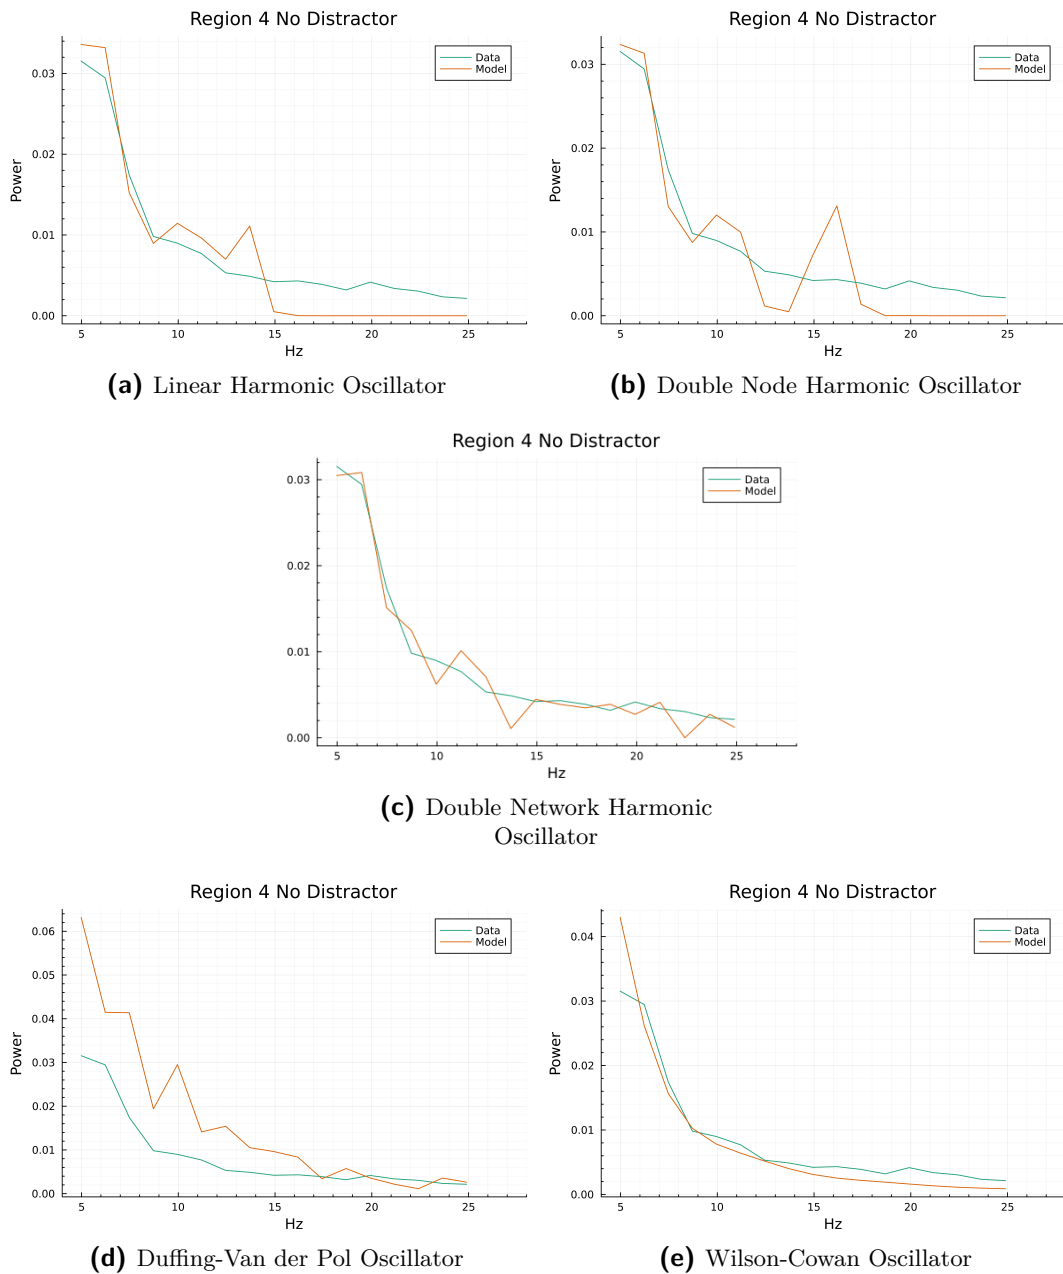 Region 4 No Distractor
Data
Model
Power
0.03
0.02
0.01
0.00
5 10 15 20 25
Hz
(a) Linear Harmonic Oscillator
Region 4 No Distractor
Data
Model
Power
0.03
0.02
0.01
0.00
5 10 15 20 25
Hz
(b) Double Node Harmonic Oscillator
Region 4 No Distractor
Data
Model
Power
0.03
0.02
0.01
0.00
5 10 15 20 25
Hz
(c) Double Network Harmonic
Oscillator
Region 4 No Distractor
Data
Model
Power
0.06
0.05
0.04
0.03
0.02
0.01
0.00
5 10 15 20 25
Hz
(d) Duffing-Van der Pol Oscillator
Region 4 No Distractor
Data
Model
Power
0.04
0.03
0.02
0.01
0.00
5 10 15 20 25
Hz
(e) Wilson-Cowan Oscillator